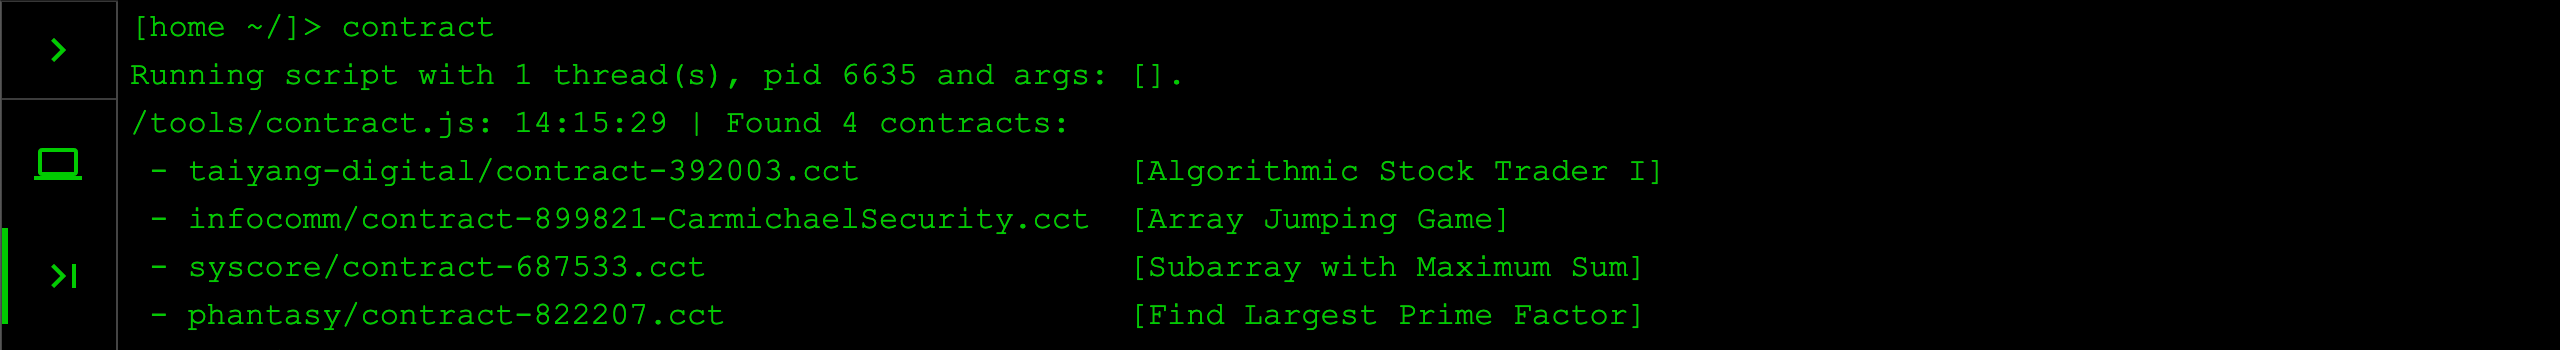 [home ~/]> contract
Running script with 1 thread(s), pid 6635 and args: [].
/tools/contract.js: 14:15:29 | Found 4 contracts:
 - taiyang-digital/contract-392003.cct              [Algorithmic Stock Trader I]
 - infocomm/contract-899821-CarmichaelSecurity.cct  [Array Jumping Game]
 - syscore/contract-687533.cct                      [Subarray with Maximum Sum]
 - phantasy/contract-822207.cct                     [Find Largest Prime Factor]